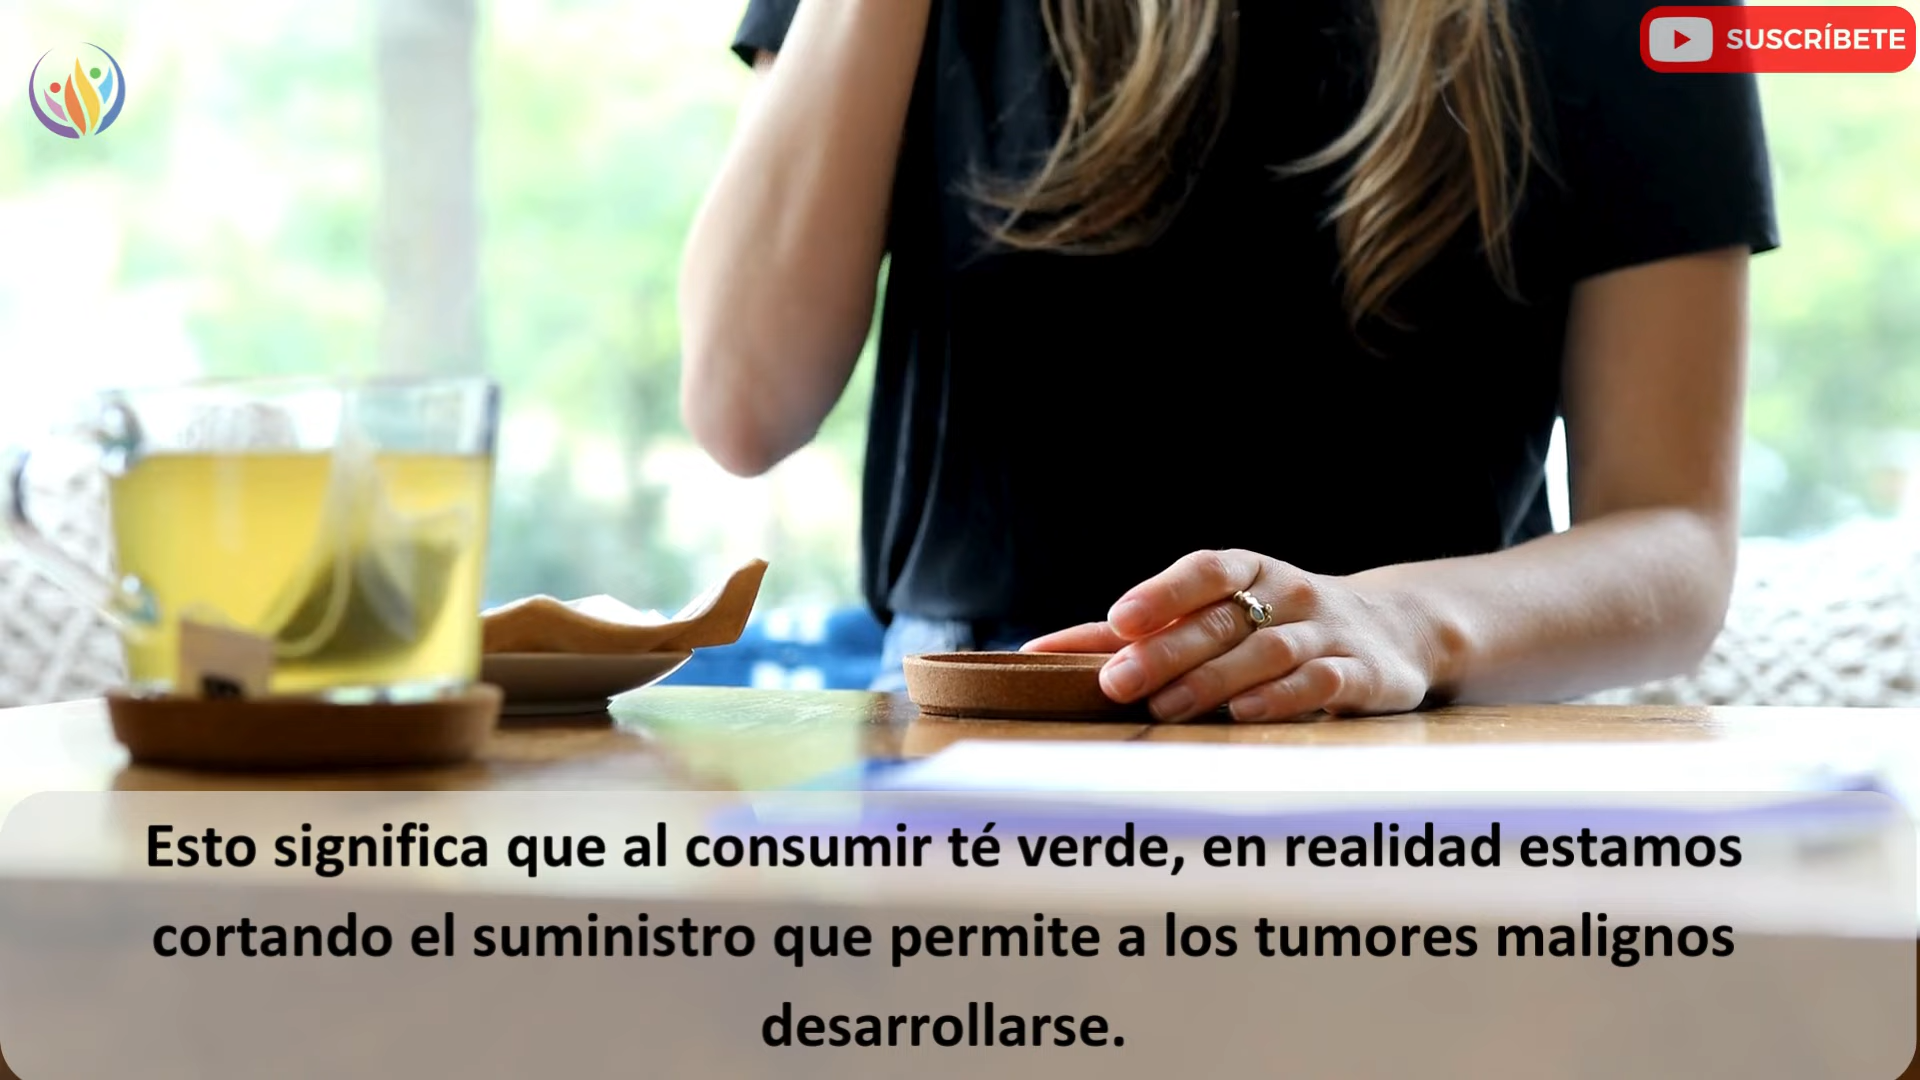 SUSCRÍBETE
Esto significa que al consumir té verde, en realidad estamos
cortando el suministro que permite a los tumores malignos
desarrollarse.